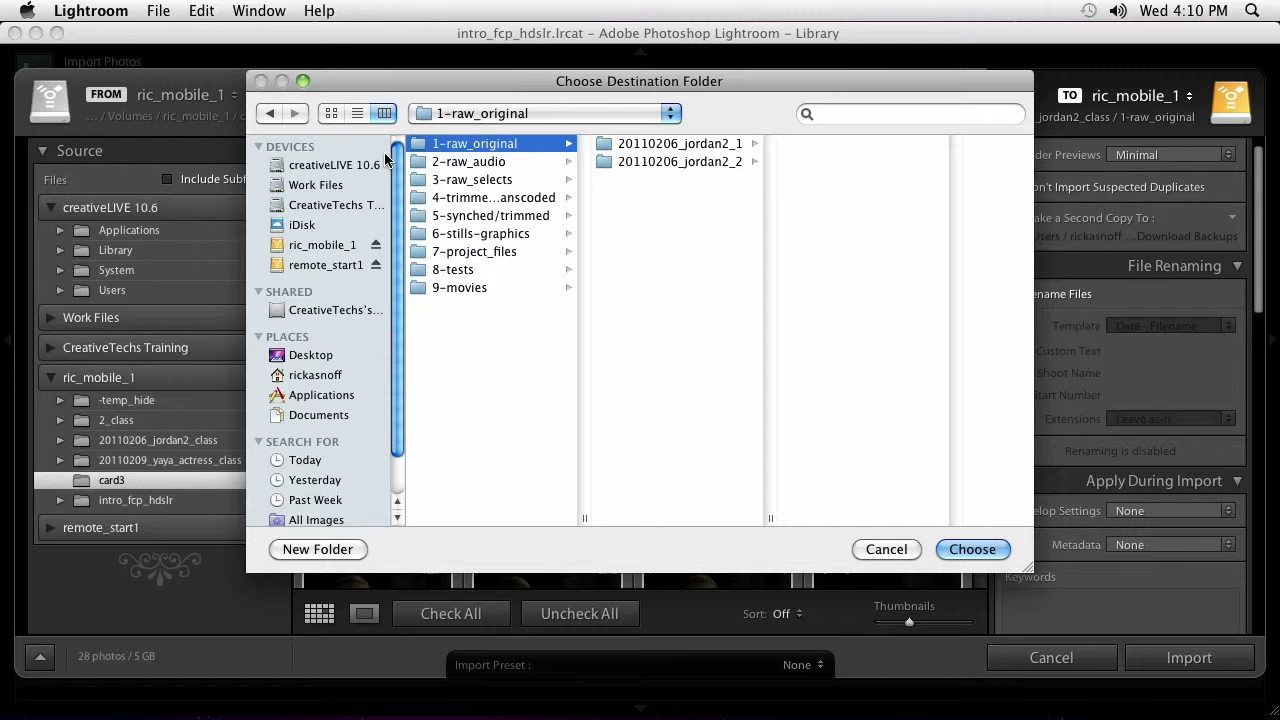 Lightroom File Edit Window Help Wed 4:10 PM
intro_fcp_hdslr.lrcat – Adobe Photoshop Lightroom – Library
Import Photos
Choose Destination Folder
FROM ric_mobile_1
… / Volumes / ric_mobile_1 /
TO ric_mobile_1
_jordan2_class / 1-raw_original
1-raw_original
Source
Files Include Subf
creativeLIVE 10.6
Applications
Library
System
Users
Work Files
CreativeTechs Training
ric_mobile_1
-temp_hide
2_class
20110206_jordan2_class
20110209_yaya_actress_class
card3
intro_fcp_hdslr
remote_start1
DEVICES
creativeLIVE 10.6
Work Files
CreativeTechs T...
iDisk
ric_mobile_1
remote_start1
SHARED
CreativeTechs's...
PLACES
Desktop
rickasnoff
Applications
Documents
SEARCH FOR
Today
Yesterday
Past Week
All Images
1-raw_original
2-raw_audio
3-raw_selects
4-trimme...anscoded
5-synched/trimmed
6-stills-graphics
7-project_files
8-tests
9-movies
20110206_jordan2_1
20110206_jordan2_2
New Folder Cancel Choose
der Previews Minimal
on't Import Suspected Duplicates
ake a Second Copy To :
Users / rickasnoff …Download Backups
File Renaming
ename Files
Template Date - Filename
Custom Text
Shoot Name
Start Number
Extensions Leave as-is
Renaming is disabled
Apply During Import
elop Settings None
Metadata None
Keywords
Check All Uncheck All Sort: Off Thumbnails
28 photos / 5 GB
Import Preset : None
Cancel Import